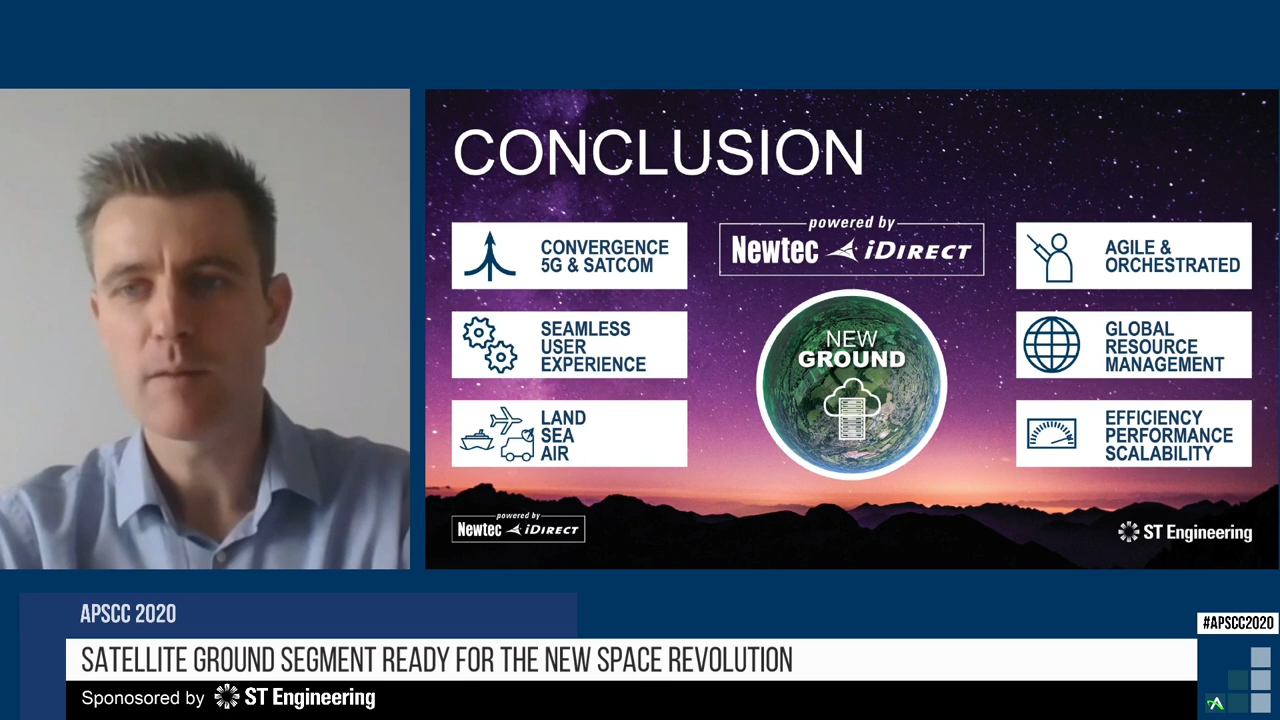 CONCLUSION
CONVERGENCE
5G & SATCOM
SEAMLESS
USER
EXPERIENCE
LAND
SEA
AIR
powered by
Newtec iDIRECT
NEW
GROUND
AGILE &
ORCHESTRATED
GLOBAL
RESOURCE
MANAGEMENT
EFFICIENCY
PERFORMANCE
SCALABILITY
powered by
Newtec iDIRECT
ST Engineering
APSCC 2020
#APSCC2020
SATELLITE GROUND SEGMENT READY FOR THE NEW SPACE REVOLUTION
Sponosored by ST Engineering